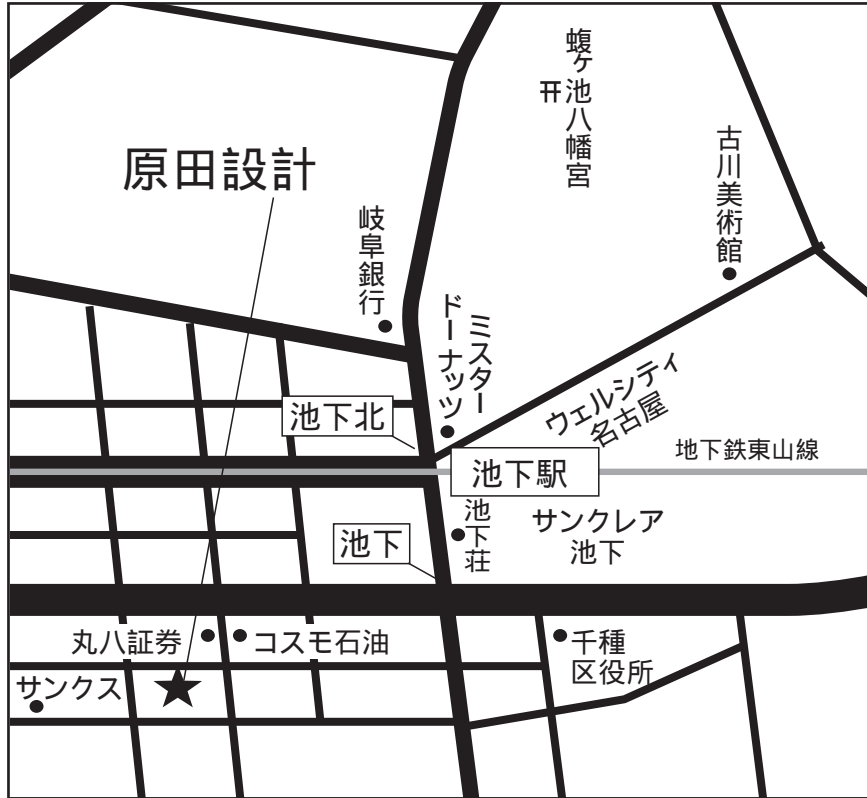 蝮ヶ池八幡宮
古川美術館
原田設計
岐阜銀行
ミスター
ドーナッツ
池下北
ウェルシティ
名古屋
地下鉄東山線
池下駅
池下荘
サンクレア
池下
池下
丸八証券
コスモ石油
千種
区役所
サンクス